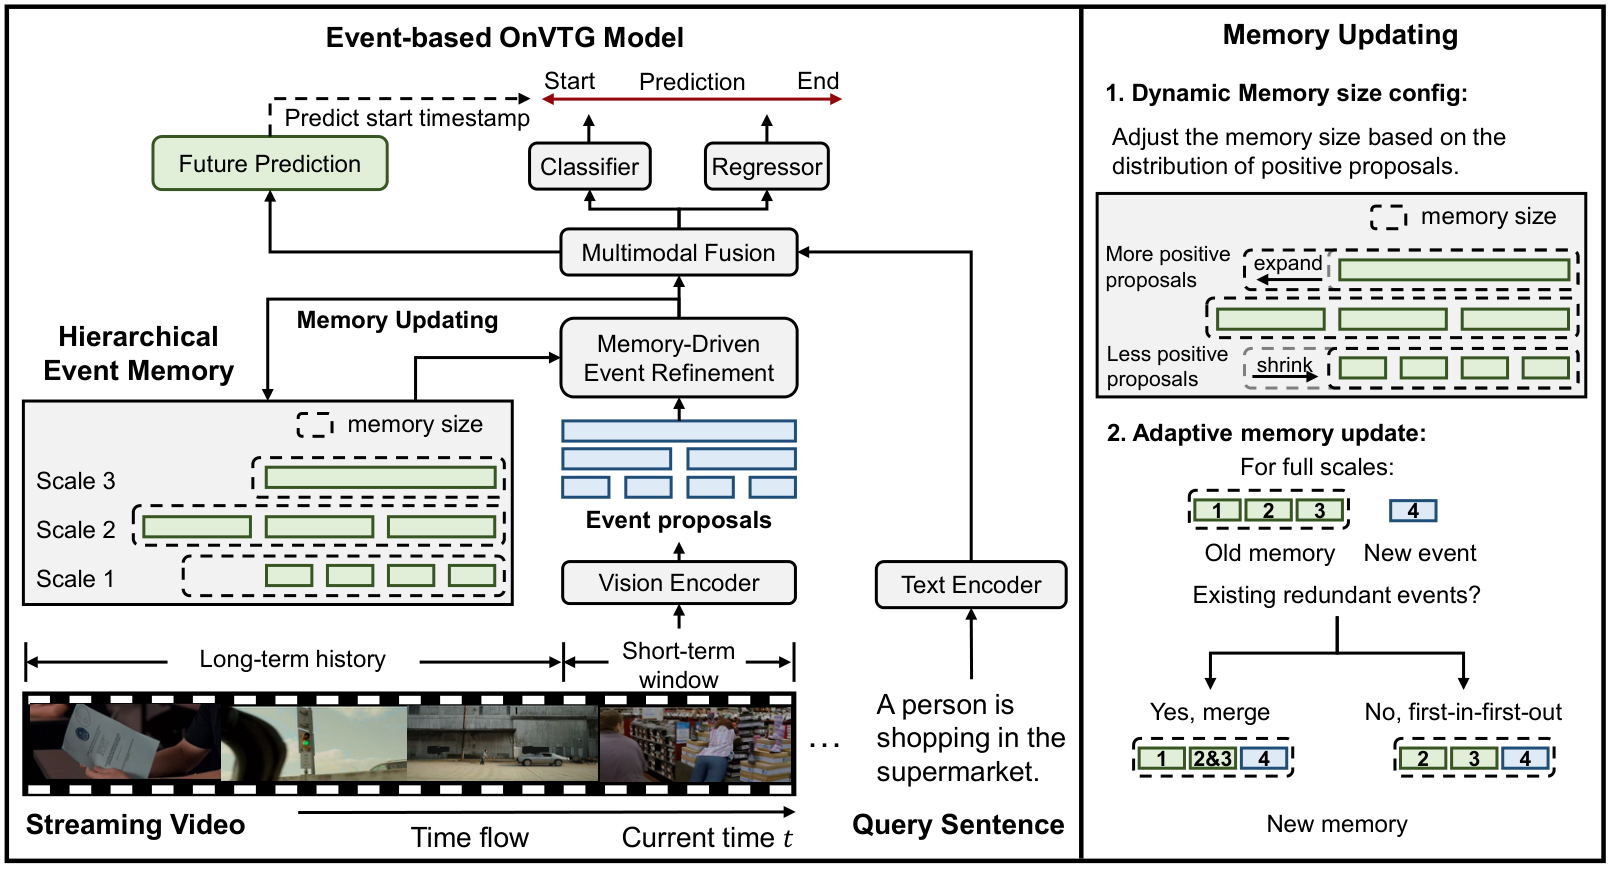 Event-based OnVTG Model
Start Prediction End
Predict start timestamp
Future Prediction
Classifier
Regressor
Multimodal Fusion
Memory Updating
Hierarchical
Event Memory
Memory-Driven
Event Refinement
memory size
Scale 3
Scale 2
Scale 1
Event proposals
Vision Encoder
Text Encoder
Long-term history
Short-term
window
...
A person is
shopping in the
supermarket.
Streaming Video
Time flow
Current time t
Query Sentence
Memory Updating
1. Dynamic Memory size config:
Adjust the memory size based on the
distribution of positive proposals.
memory size
More positive
proposals
expand
Less positive
proposals
shrink
2. Adaptive memory update:
For full scales:
1 2 3 4
Old memory New event
Existing redundant events?
Yes, merge No, first-in-first-out
1 2&3 4 2 3 4
New memory